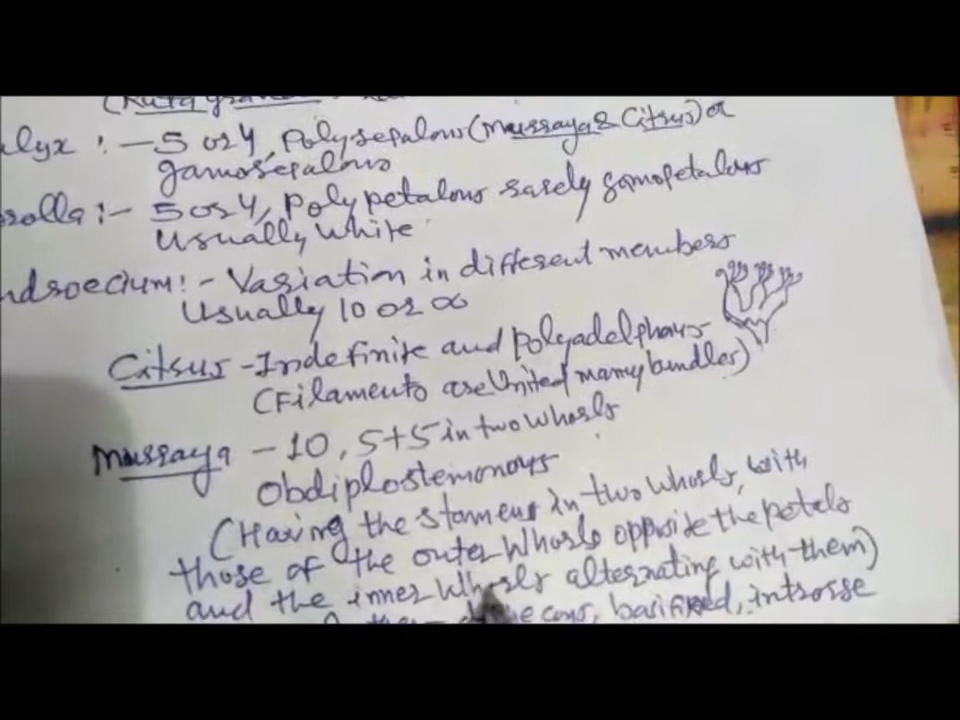 (Ruta
alyx :- 5 or 4, Polysepalous (Murraya & Citrus) or
gamosepalous
rolla :- 5 or 4, Polypetalous rarely gamopetalous
Usually White
ndroecium :- Variation in different members
Usually 10 or ∞
Citrus - Indefinite and Polyadelphous
(Filaments are United many bundles)
Murraya - 10, 5+5 in two whorls
Obdiplostemonous
(Having the stamens in two whorls, with
those of the outer whorls opposite the petals
and the inner whorls alternating with them)
basifixed, introrse